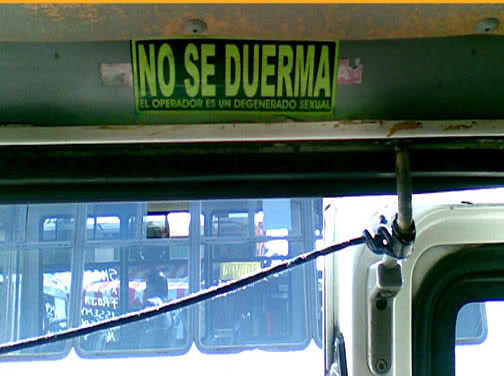 NO SE DUERMA
EL OPERADOR ES UN DEGENERADO SEXUAL